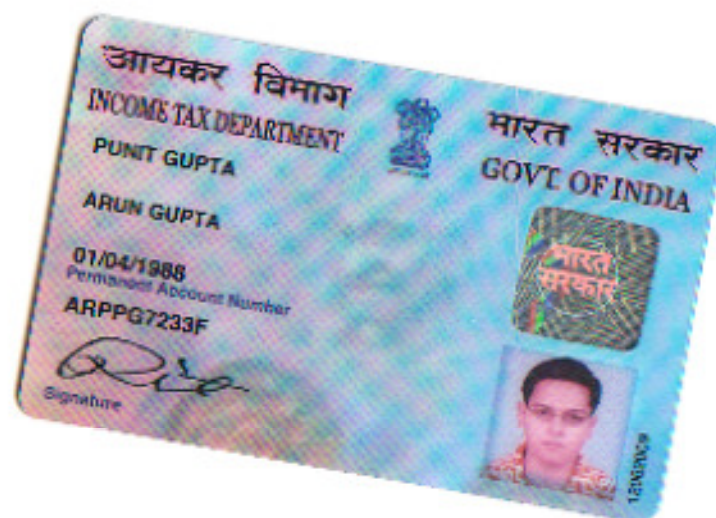 आयकर विभाग
INCOME TAX DEPARTMENT
भारत सरकार
GOVT. OF INDIA
PUNIT GUPTA
ARUN GUPTA
01/04/1988
Permanent Account Number
ARPPG7233F
Signature
भारत
सरकार